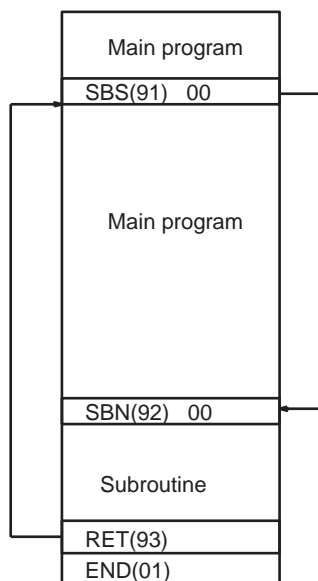 Main program
SBS(91) 00
Main program
SBN(92) 00
Subroutine
RET(93)
END(01)